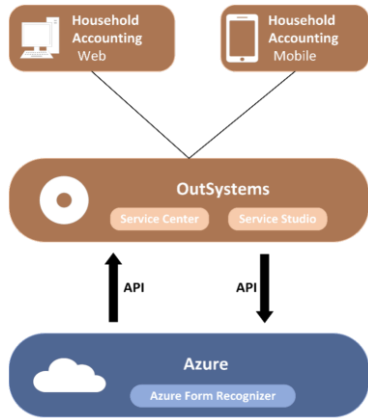 Household
Accounting
Web
Household
Accounting
Mobile
OutSystems
Service Center
Service Studio
API
API
Azure
Azure Form Recognizer